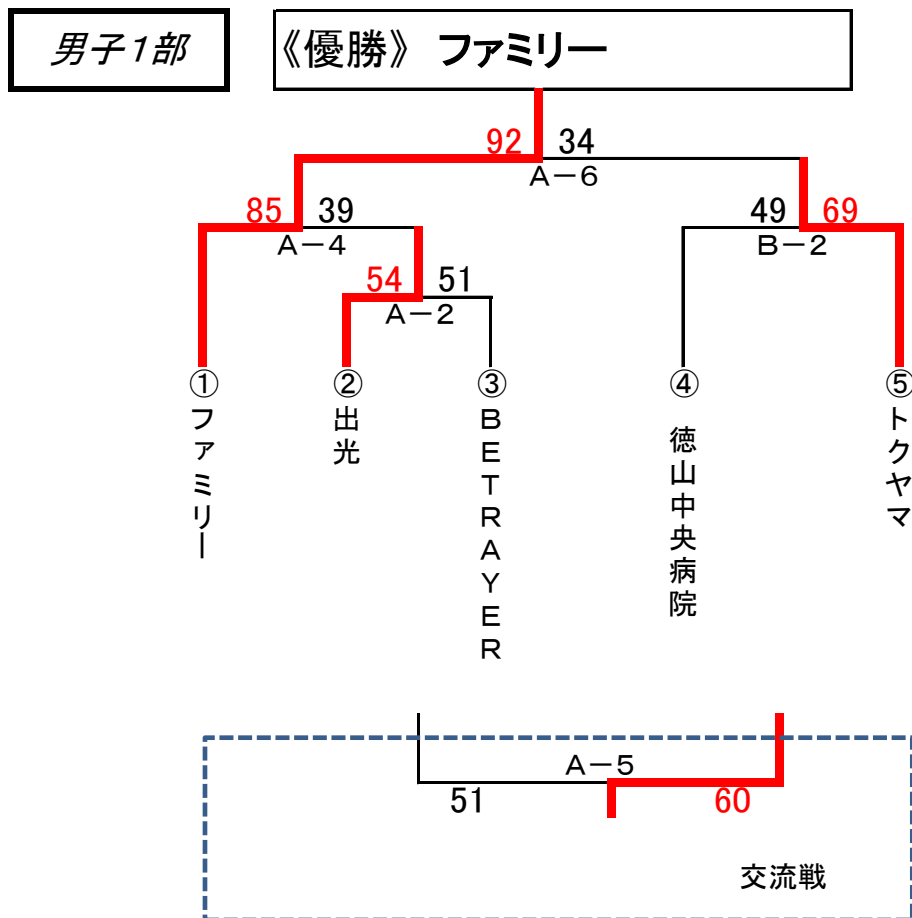 男子1部
《優勝》 ファミリー
92 34
A-6
85 39
A-4
49 69
B-2
54 51
A-2
① ファミリー
② 出光
③ BETRAYER
④ 徳山中央病院
⑤ トクヤマ
A-5
51 60
交流戦